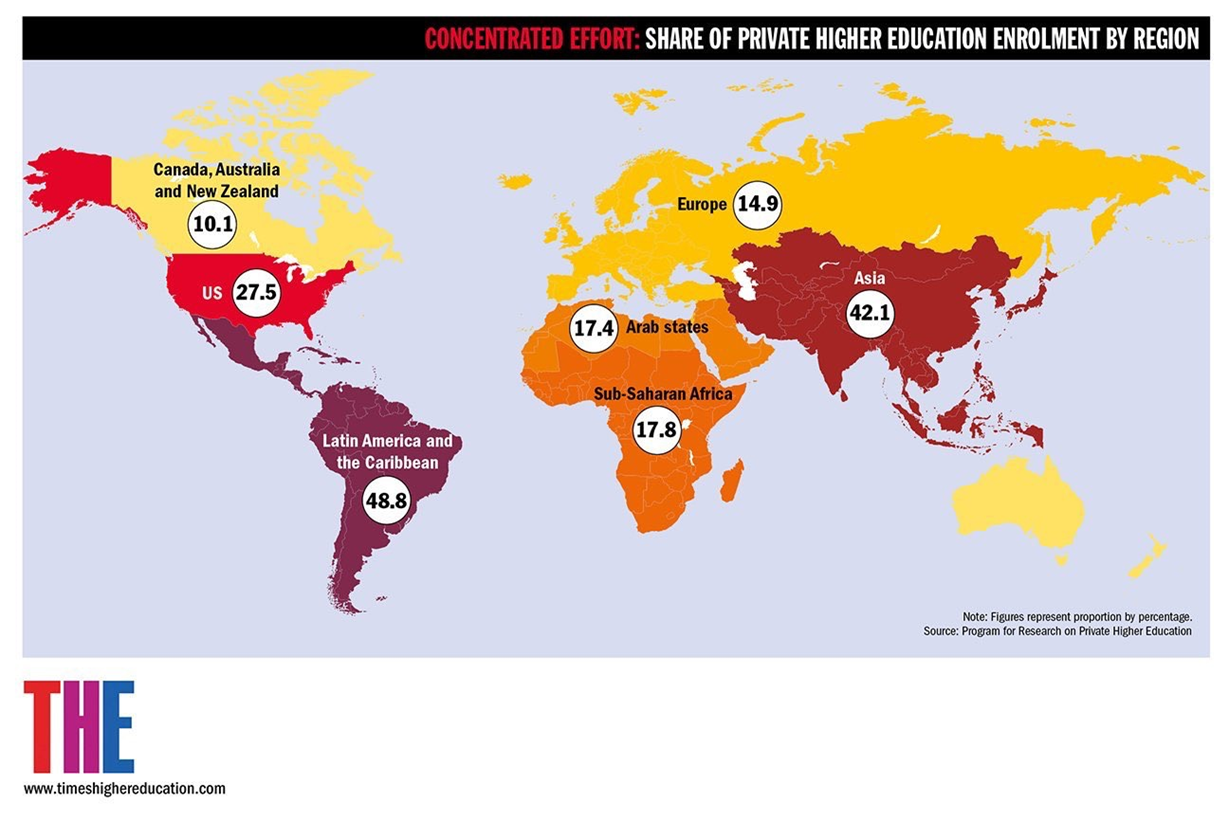 CONCENTRATED EFFORT: SHARE OF PRIVATE HIGHER EDUCATION ENROLMENT BY REGION
Canada, Australia
and New Zealand
10.1
Europe 14.9
US 27.5
Asia
42.1
17.4 Arab states
Sub-Saharan Africa
17.8
Latin America and
the Caribbean
48.8
Note: Figures represent proportion by percentage.
Source: Program for Research on Private Higher Education
THE
www.timeshighereducation.com